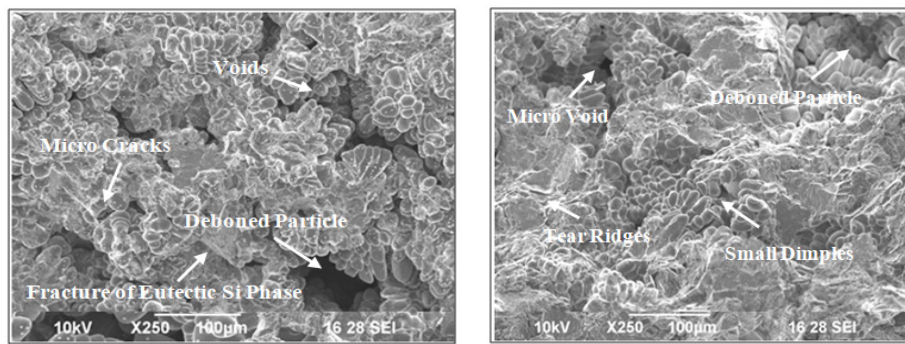 Voids
Micro Cracks
Deboned Particle
Fracture of Eutectic Si Phase
10kV X250 100µm 16 28 SEI
Deboned Particle
Micro Void
Tear Ridges
Small Dimples
10kV X250 100µm 16 28 SEI